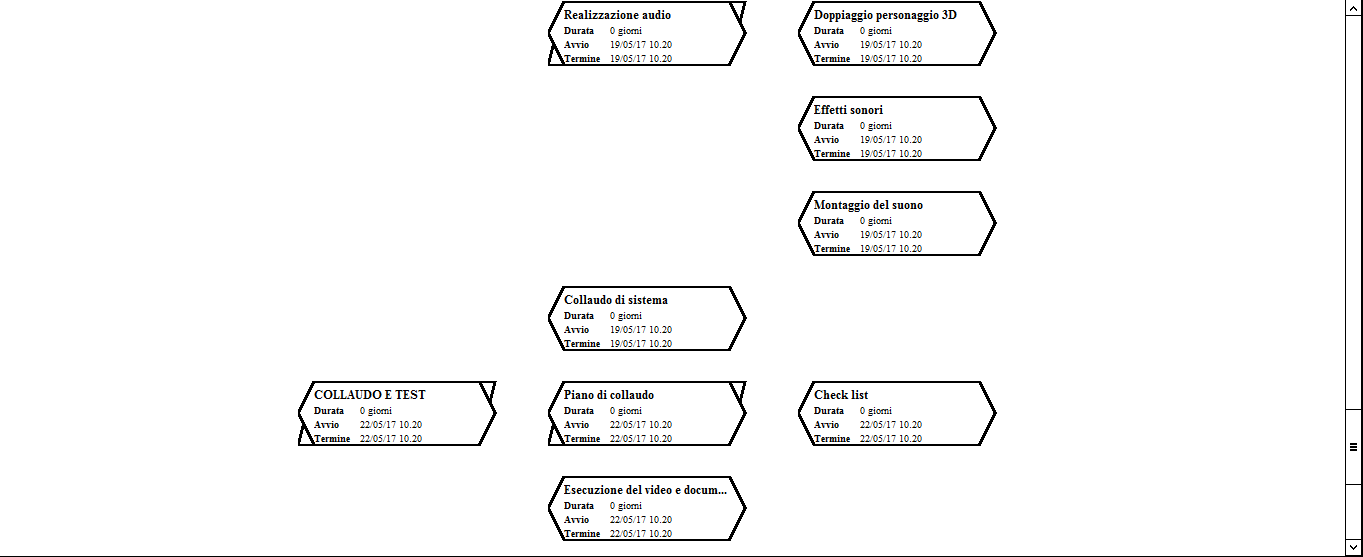 Realizzazione audio
Durata 0 giorni
Avvio 19/05/17 10.20
Termine 19/05/17 10.20
Doppiaggio personaggio 3D
Durata 0 giorni
Avvio 19/05/17 10.20
Termine 19/05/17 10.20
Effetti sonori
Durata 0 giorni
Avvio 19/05/17 10.20
Termine 19/05/17 10.20
Montaggio del suono
Durata 0 giorni
Avvio 19/05/17 10.20
Termine 19/05/17 10.20
Collaudo di sistema
Durata 0 giorni
Avvio 19/05/17 10.20
Termine 19/05/17 10.20
COLLAUDO E TEST
Durata 0 giorni
Avvio 22/05/17 10.20
Termine 22/05/17 10.20
Piano di collaudo
Durata 0 giorni
Avvio 22/05/17 10.20
Termine 22/05/17 10.20
Check list
Durata 0 giorni
Avvio 22/05/17 10.20
Termine 22/05/17 10.20
Esecuzione del video e docum...
Durata 0 giorni
Avvio 22/05/17 10.20
Termine 22/05/17 10.20